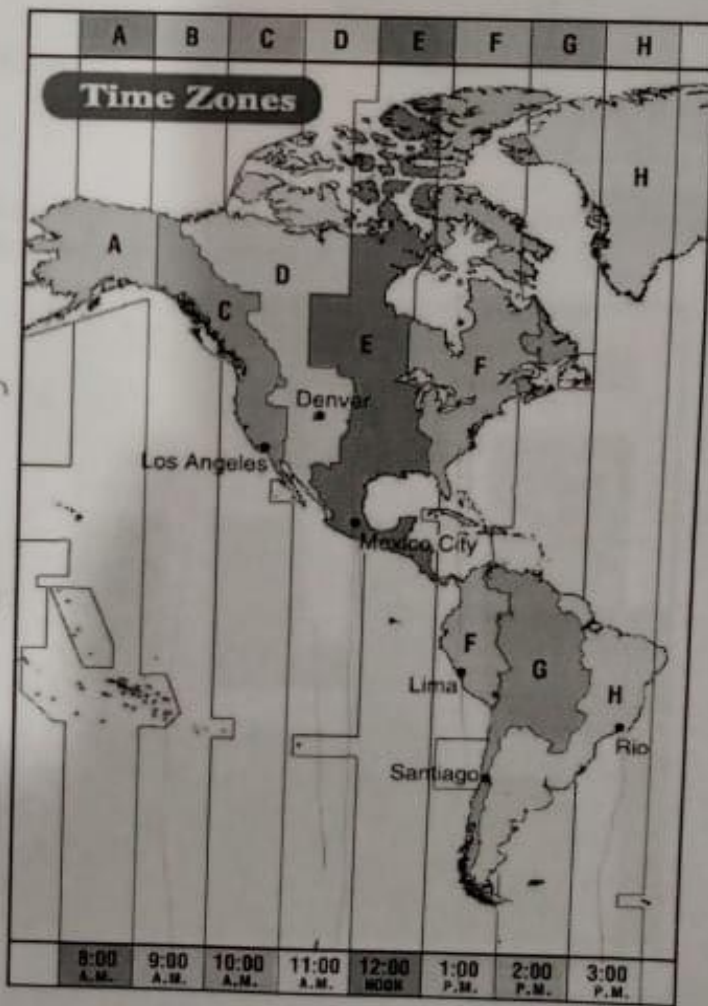 A B C D E F G H
Time Zones
H
A
D
C
E
F
Denver
Los Angeles
Mexico City
F
G
Lima
H
Rio
Santiago
8:00 9:00 10:00 11:00 12:00 1:00 2:00 3:00
A.M. A.M. A.M. A.M. NOON P.M. P.M. P.M.